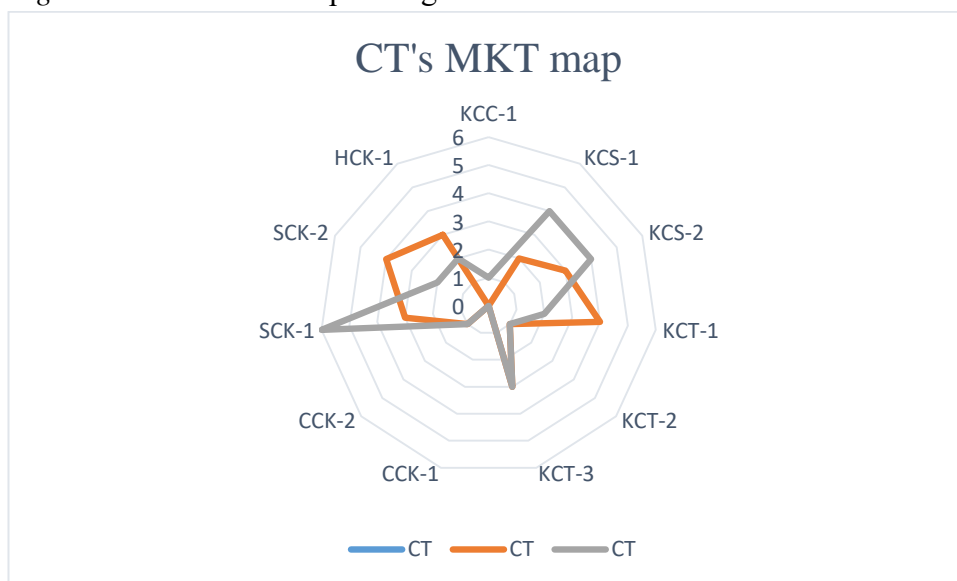 CT's MKT map
KCC-1
KCS-1
KCS-2
KCT-1
KCT-2
KCT-3
CCK-1
CCK-2
SCK-1
SCK-2
HCK-1
6
5
4
3
2
1
0
CT CT CT